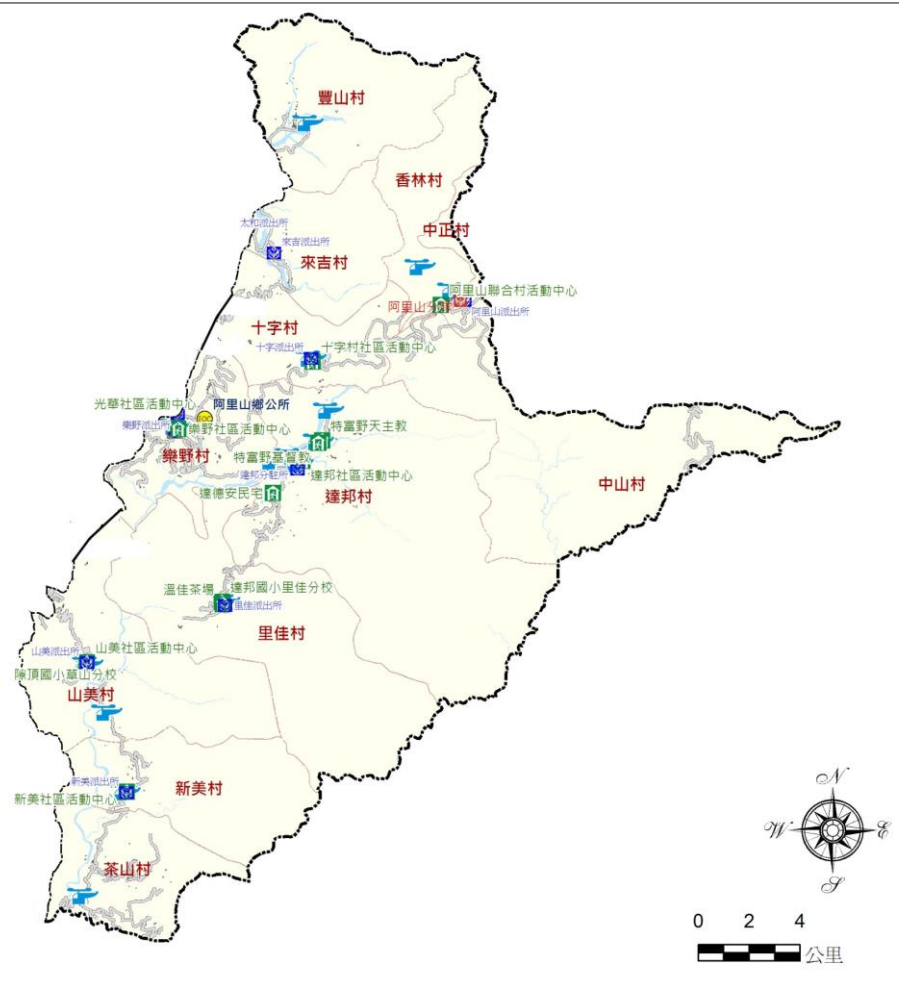 豐山村
香林村
太和派出所
中正村
來吉派出所
來吉村
阿里山聯合村活動中心
阿里山分隊
阿里山派出所
十字村
十字派出所
十字村社區活動中心
光華社區活動中心
阿里山鄉公所
樂野派出所
樂野社區活動中心
特富野天主教
樂野村
特富野基督教
達邦分駐所
達邦社區活動中心
達德安民宅
達邦村
中山村
溫佳茶場
達邦國小里佳分校
里佳派出所
里佳村
山美派出所
山美社區活動中心
隙頂國小草山分校
山美村
新美派出所
新美村
新美社區活動中心
茶山村
N
W
E
S
0 2 4
公里